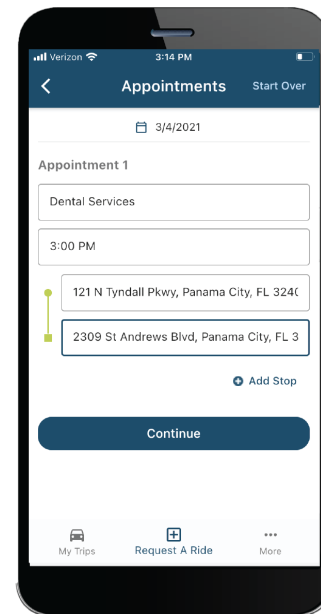 Verizon 3:14 PM
Appointments Start Over
3/4/2021
Appointment 1
Dental Services
3:00 PM
121 N Tyndall Pkwy, Panama City, FL 3240
2309 St Andrews Blvd, Panama City, FL 3
Add Stop
Continue
My Trips Request A Ride More